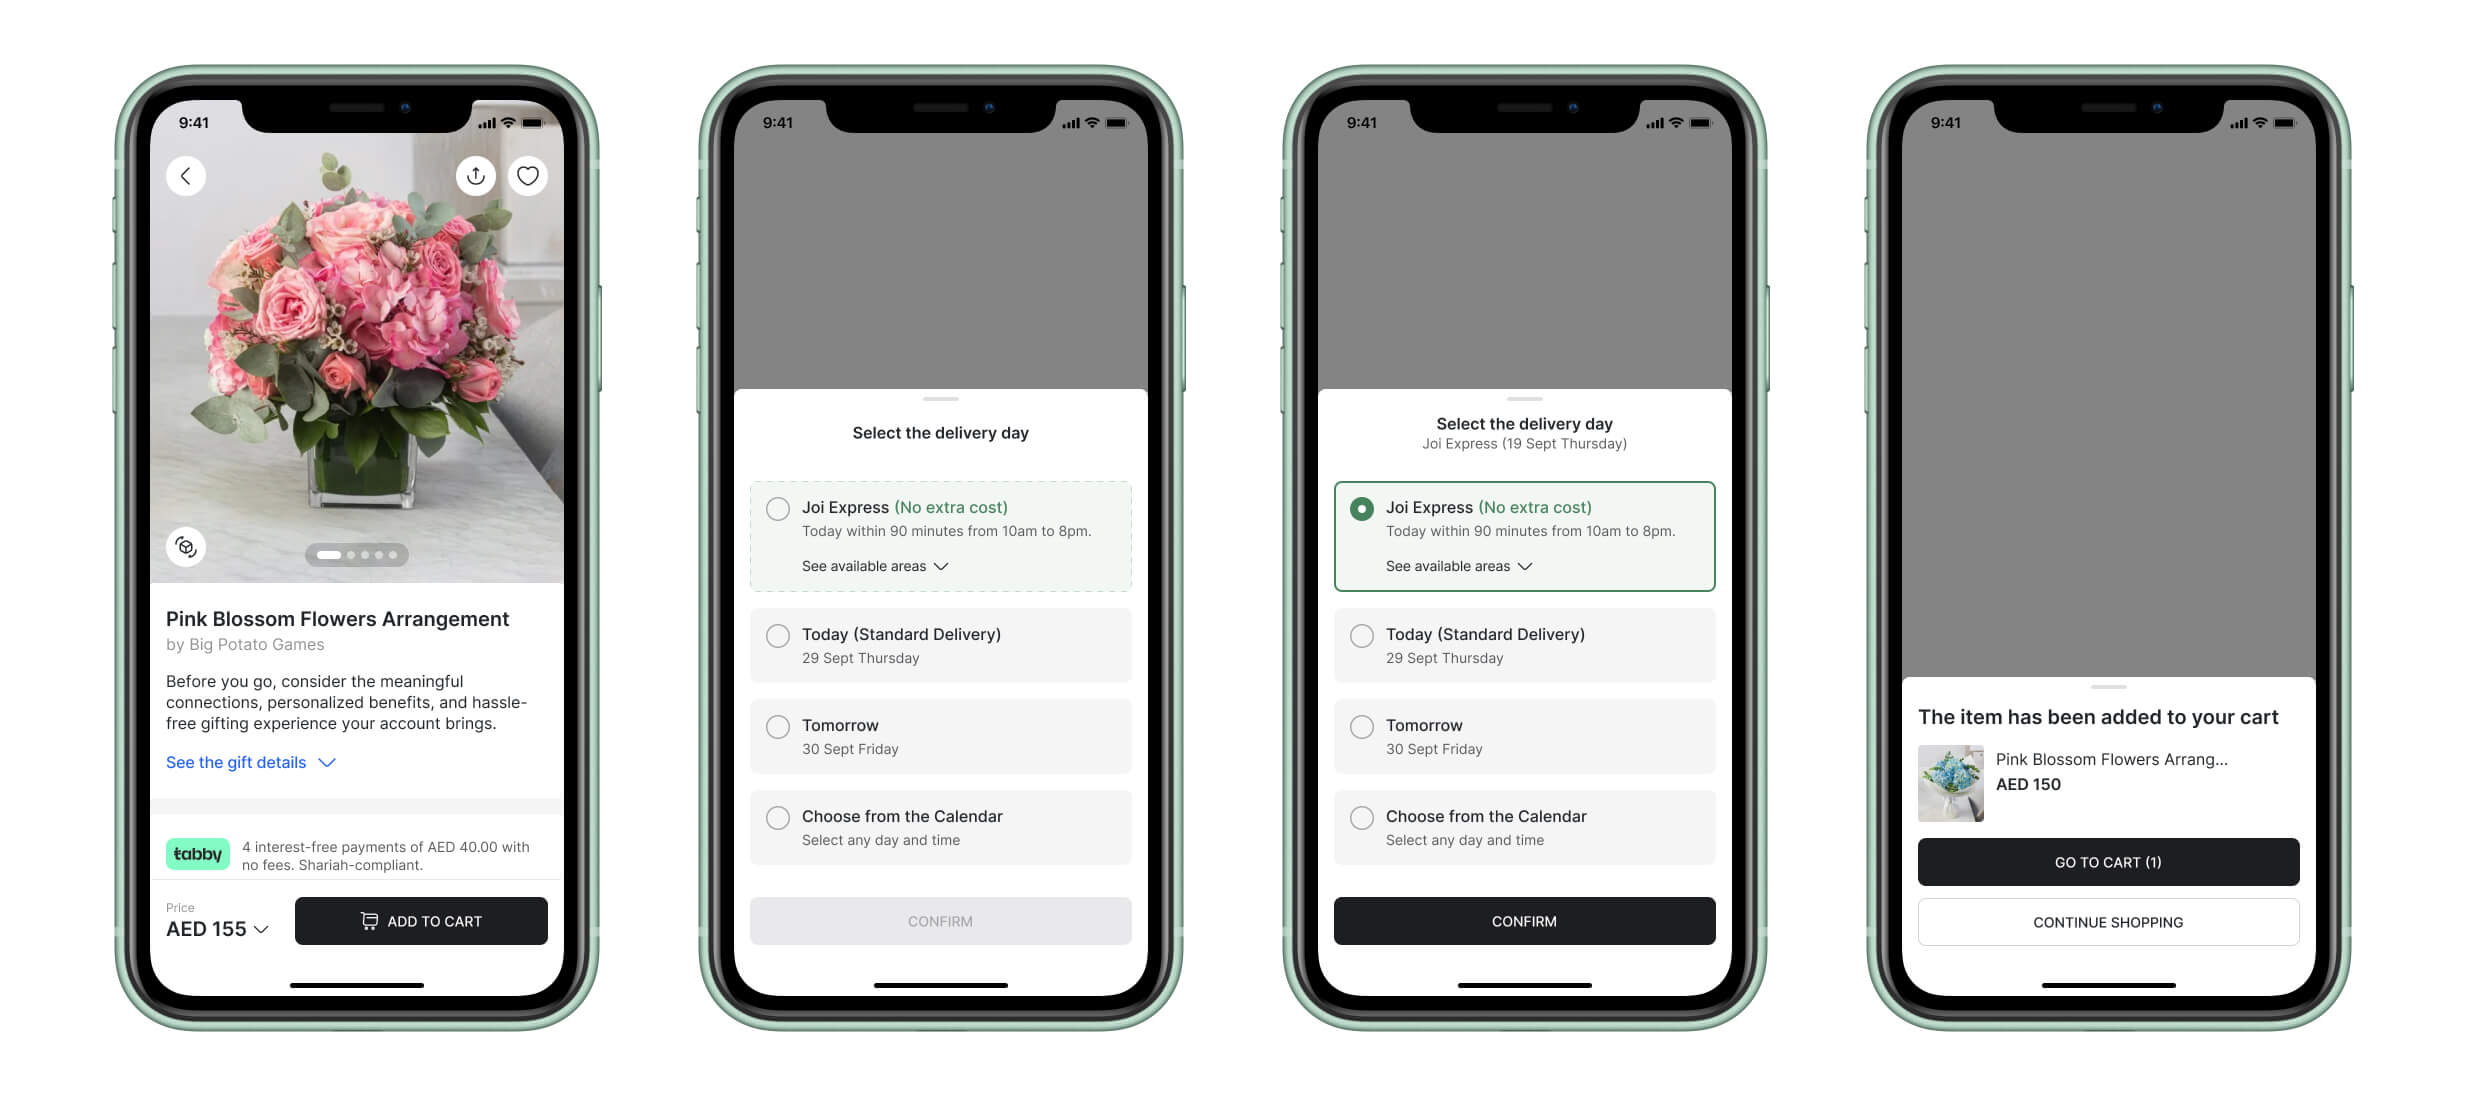 9:41
Pink Blossom Flowers Arrangement
by Big Potato Games
Before you go, consider the meaningful
connections, personalized benefits, and hassle-
free gifting experience your account brings.
See the gift details
tabby
4 interest-free payments of AED 40.00 with
no fees. Shariah-compliant.
Price
AED 155
ADD TO CART
9:41
Select the delivery day
Joi Express (No extra cost)
Today within 90 minutes from 10am to 8pm.
See available areas
Today (Standard Delivery)
29 Sept Thursday
Tomorrow
30 Sept Friday
Choose from the Calendar
Select any day and time
CONFIRM
9:41
Select the delivery day
Joi Express (19 Sept Thursday)
Joi Express (No extra cost)
Today within 90 minutes from 10am to 8pm.
See available areas
Today (Standard Delivery)
29 Sept Thursday
Tomorrow
30 Sept Friday
Choose from the Calendar
Select any day and time
CONFIRM
9:41
The item has been added to your cart
Pink Blossom Flowers Arrang...
AED 150
GO TO CART (1)
CONTINUE SHOPPING